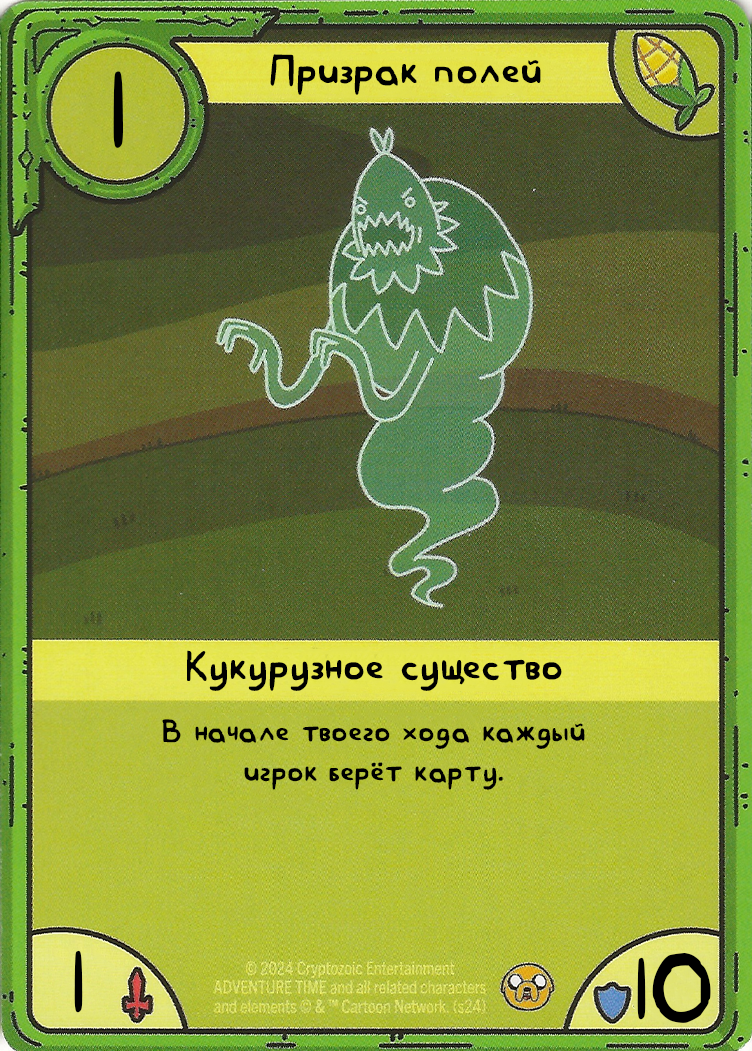 1
Призрак полей
Кукурузное существо
В начале твоего хода каждый
игрок берёт карту.
1
© 2024 Cryptozoic Entertainment
ADVENTURE TIME and all related characters
and elements © & ™ Cartoon Network. (s24)
10